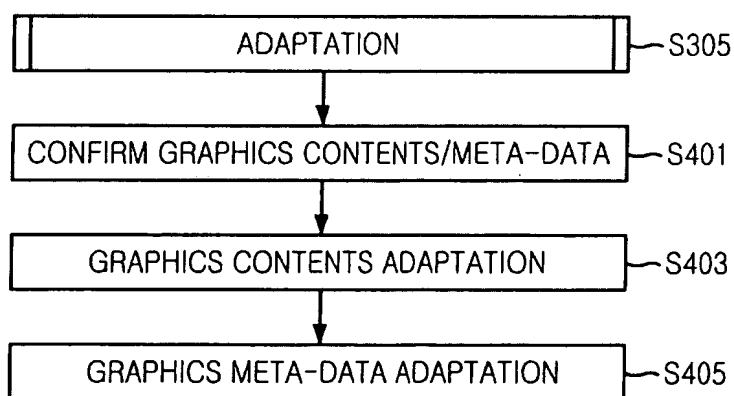 ADAPTATION S305
CONFIRM GRAPHICS CONTENTS/META-DATA S401
GRAPHICS CONTENTS ADAPTATION S403
GRAPHICS META-DATA ADAPTATION S405